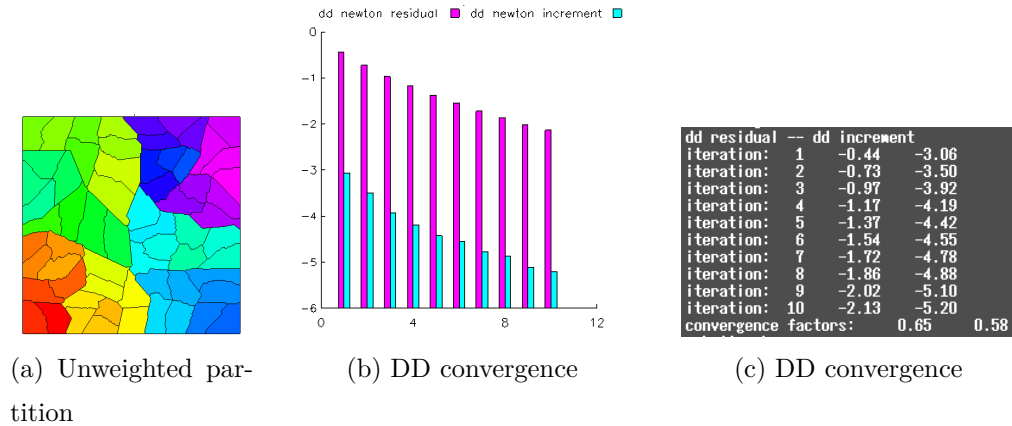 dd newton residual dd newton increment
0
-1
-2
-3
-4
-5
-6
0 4 8 12
dd residual -- dd increment
iteration: 1 -0.44 -3.06
iteration: 2 -0.73 -3.50
iteration: 3 -0.97 -3.92
iteration: 4 -1.17 -4.19
iteration: 5 -1.37 -4.42
iteration: 6 -1.54 -4.55
iteration: 7 -1.72 -4.78
iteration: 8 -1.86 -4.88
iteration: 9 -2.02 -5.10
iteration: 10 -2.13 -5.20
convergence factors: 0.65 0.58
(a) Unweighted par-
tition
(b) DD convergence
(c) DD convergence